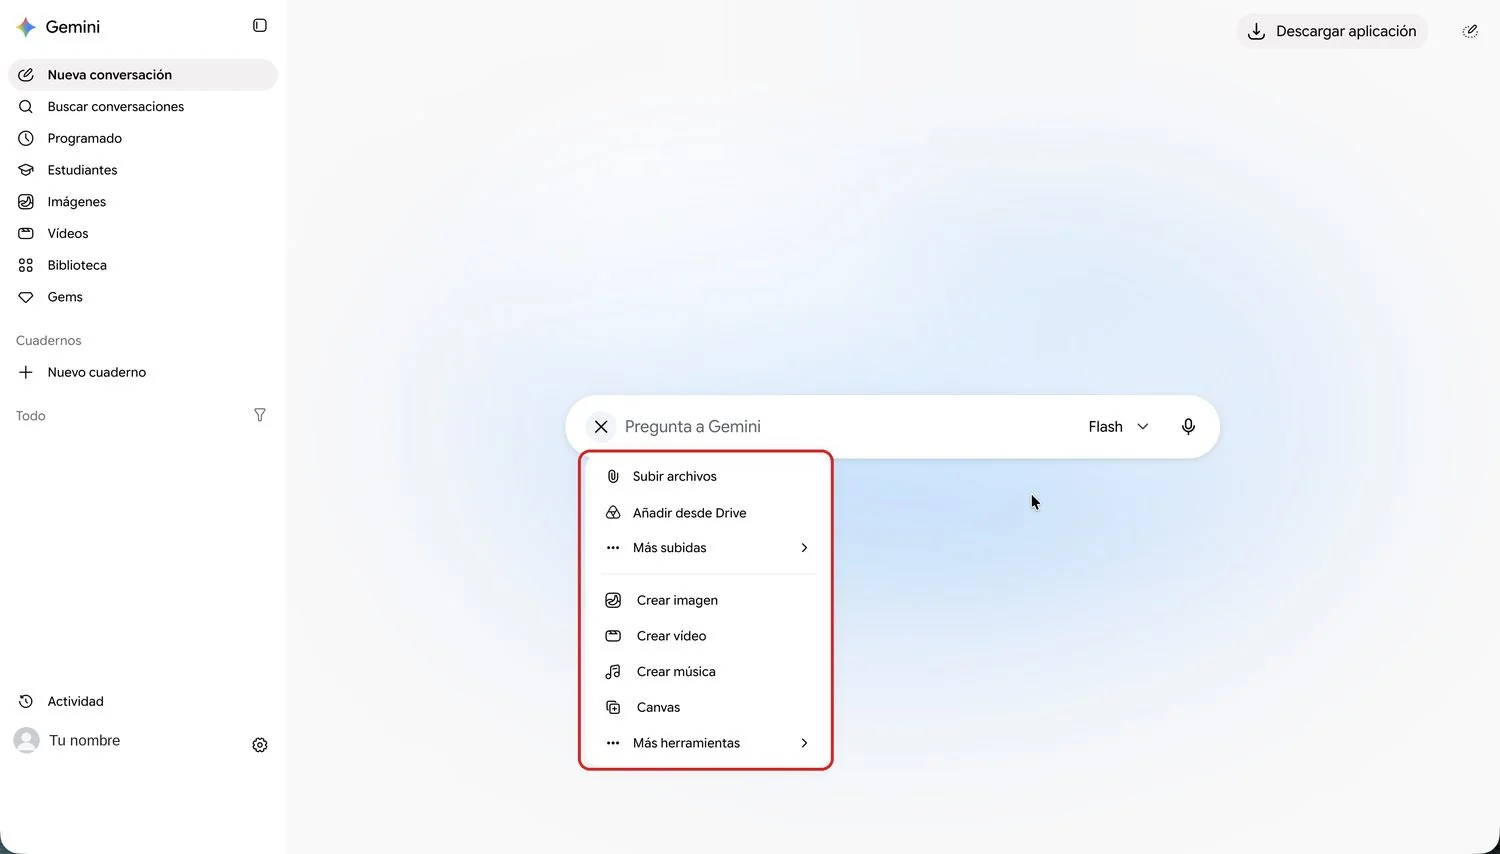 Gemini
Descargar aplicación
Nueva conversación
Buscar conversaciones
Programado
Estudiantes
Imágenes
Vídeos
Biblioteca
Gems
Cuadernos
Nuevo cuaderno
Todo
Pregunta a Gemini
Flash
Subir archivos
Añadir desde Drive
Más subidas
Crear imagen
Crear vídeo
Crear música
Canvas
Más herramientas
Actividad
Tu nombre